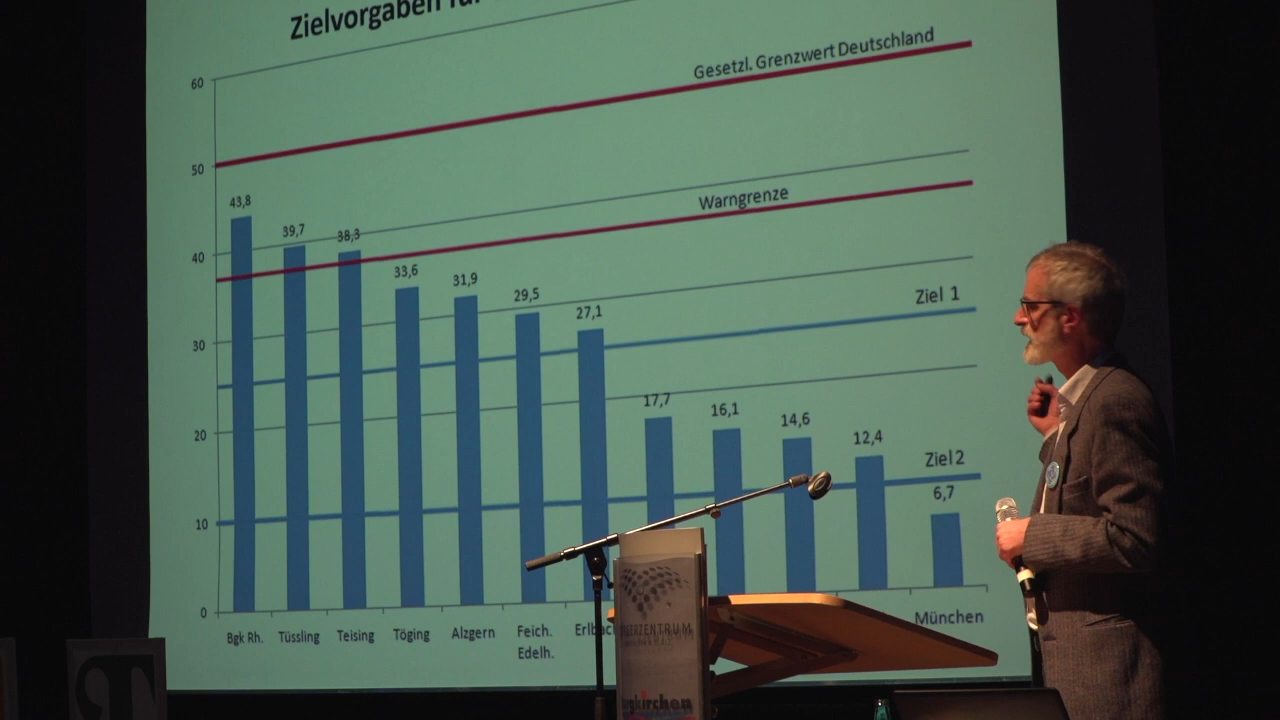 Zielvorgaben für
60
Gesetzl. Grenzwert Deutschland
50
43,8
Warngrenze
39,7
38,3
40
33,6
31,9
29,5
27,1
Ziel 1
30
17,7
16,1
14,6
12,4
20
Ziel 2
6,7
10
0
Bgk Rh.
Tüssling
Teising
Töging
Alzgern
Feich.
Edelh.
Erlbac
München